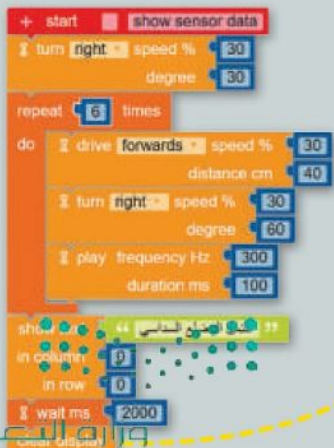 + start show sensor data
turn right speed % 30
degree 30
repeat 6 times
do drive forwards speed % 30
distance cm 40
turn right speed % 30
degree 60
play frequency Hz 300
duration ms 100
“ ”
in column 0
in row 0
wait ms 2000
clear display